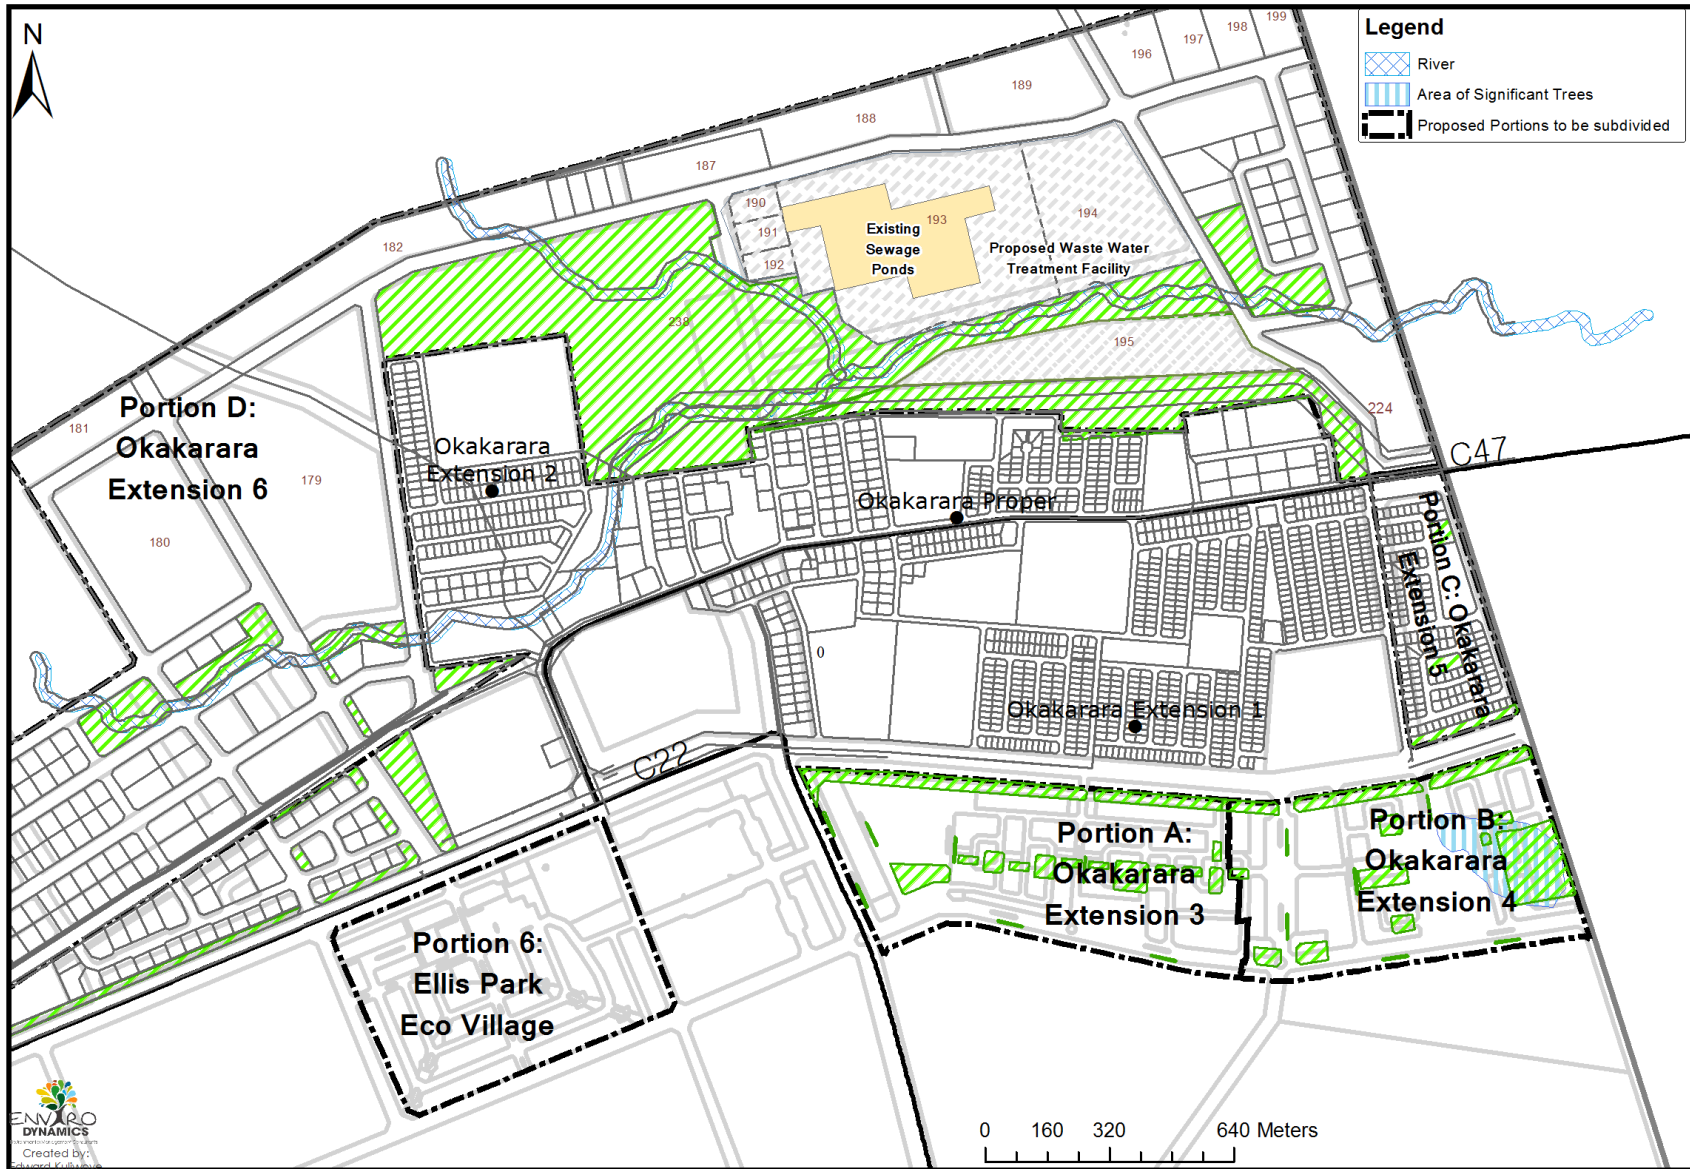 N
Legend
River
Area of Significant Trees
Proposed Portions to be subdivided
199
198
197
196
189
188
187
190
191
192
193
194
Existing
Sewage
Ponds
Proposed Waste Water
Treatment Facility
182
238
195
224
181
180
179
Portion D:
Okakarara
Extension 6
Okakarara
Extension 2
Okakarara Proper
C47
Portion C: Okakarara
Extension 5
0
Okakarara Extension 1
C22
Portion A:
Okakarara
Extension 3
Portion B:
Okakarara
Extension 4
Portion 6:
Ellis Park
Eco Village
ENVIRO
DYNAMICS
Created by:
0 160 320 640 Meters